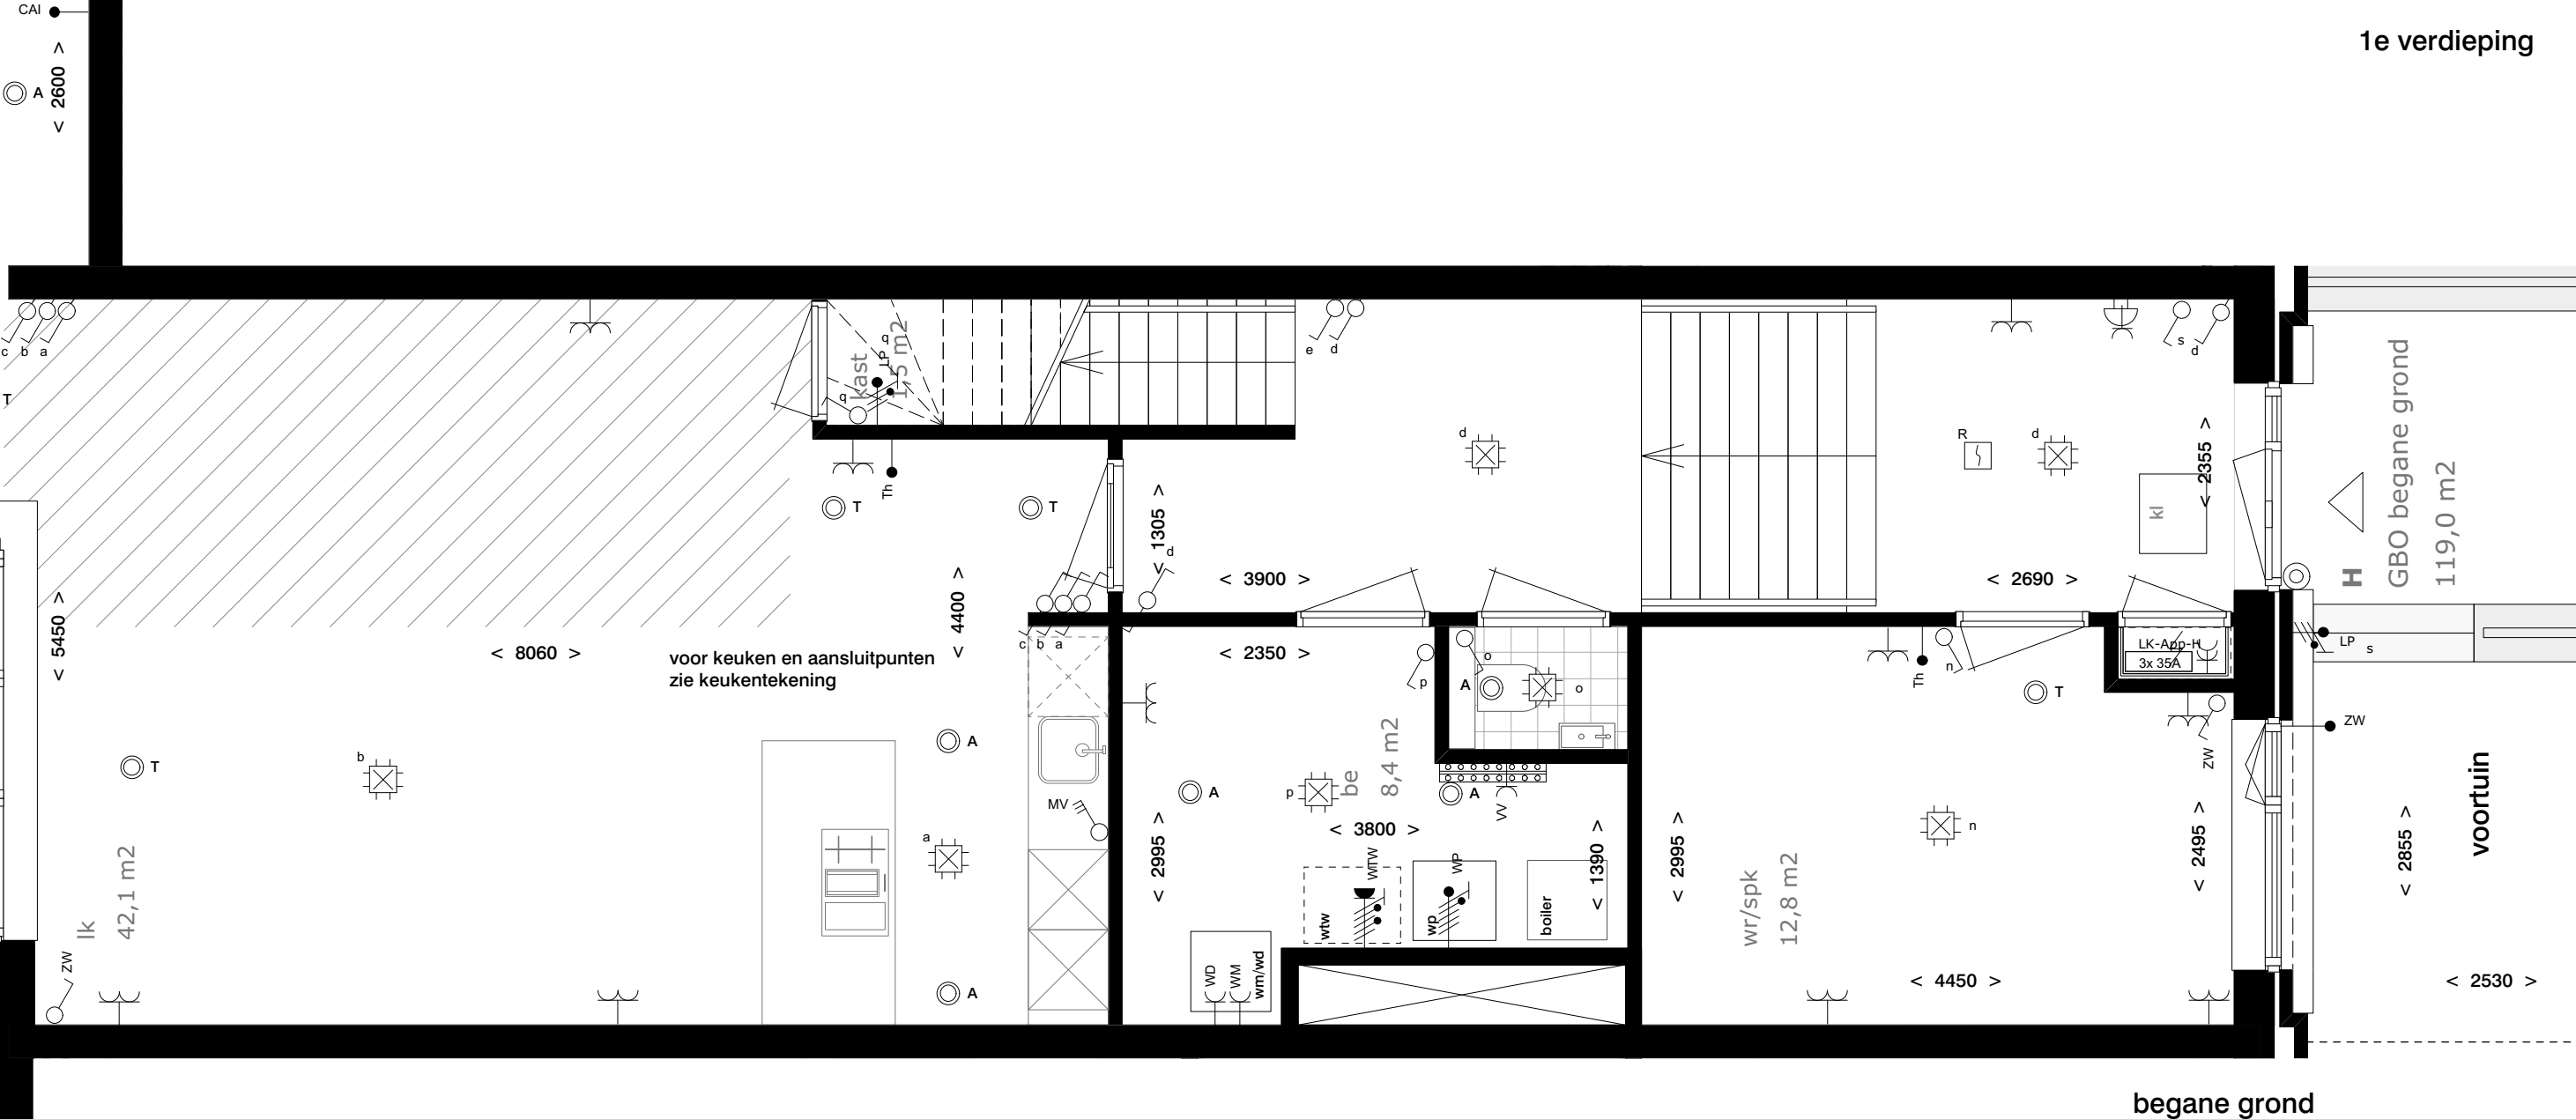 CAI
1e verdieping
< 2600 >
A
c b a
T
kast
1,5 m2
q
LP
q
e d
s d
d
R
d
kl
< 2355 >
GBO begane grond
119,0 m2
H
Th
T
T
< 1305 >
d
< 3900 >
< 2690 >
< 5450 >
< 8060 >
< 4400 >
voor keuken en aansluitpunten
zie keukentekening
c b a
< 2350 >
p
o
A
o
Th
n
T
LK-App-H
3x 35A
LP s
ZW
ZW
T
b
A
MV
a
A
p
be
8,4 m2
A
VV
< 3800 >
< 2995 >
< 1390 >
< 2995 >
n
< 2495 >
< 2855 >
voortuin
lk
42,1 m2
ZW
A
WTW
wtw
WP
wp
boiler
WD
WM
wm/wd
wr/spk
12,8 m2
< 4450 >
< 2530 >
begane grond